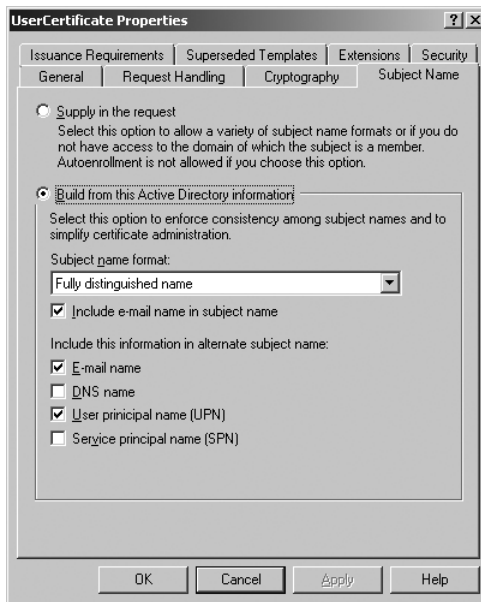 UserCertificate Properties
Issuance Requirements Superseded Templates Extensions Security
General Request Handling Cryptography Subject Name
Supply in the request
Select this option to allow a variety of subject name formats or if you do
not have access to the domain of which the subject is a member.
Autoenrollment is not allowed if you choose this option.
Build from this Active Directory information
Select this option to enforce consistency among subject names and to
simplify certificate administration.
Subject name format:
Fully distinguished name
Include e-mail name in subject name
Include this information in alternate subject name:
E-mail name
DNS name
User prinicipal name (UPN)
Service principal name (SPN)
OK Cancel Apply Help